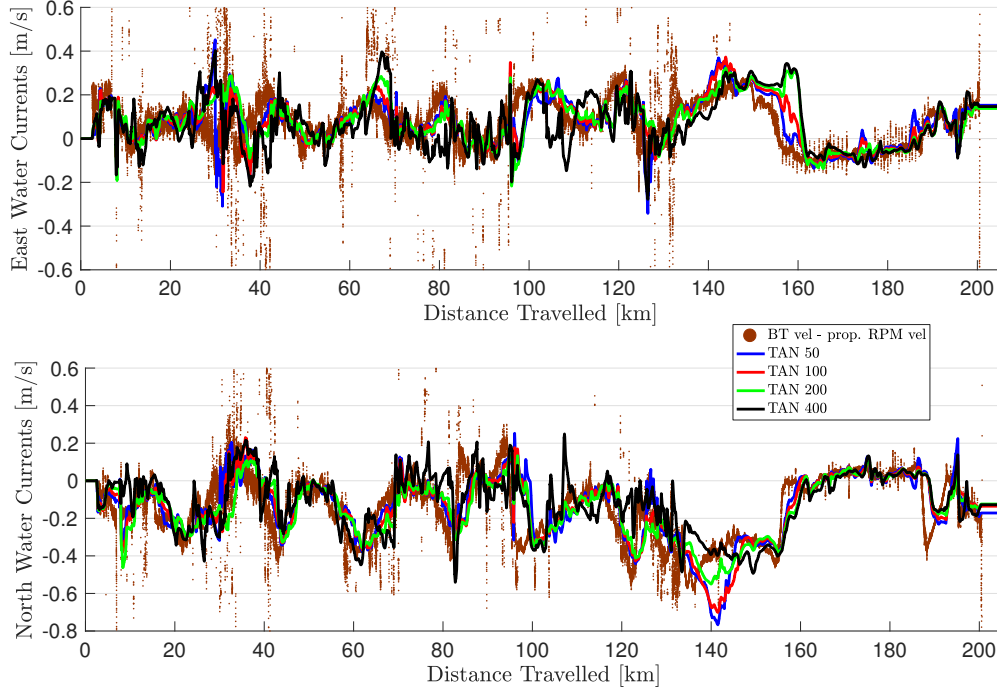 East Water Currents [m/s]
0.6
0.4
0.2
0
-0.2
-0.4
-0.6
0 20 40 60 80 100 120 140 160 180 200
Distance Travelled [km]
BT vel - prop. RPM vel
TAN 50
TAN 100
TAN 200
TAN 400
North Water Currents [m/s]
0.6
0.4
0.2
0
-0.2
-0.4
-0.6
-0.8
0 20 40 60 80 100 120 140 160 180 200
Distance Travelled [km]